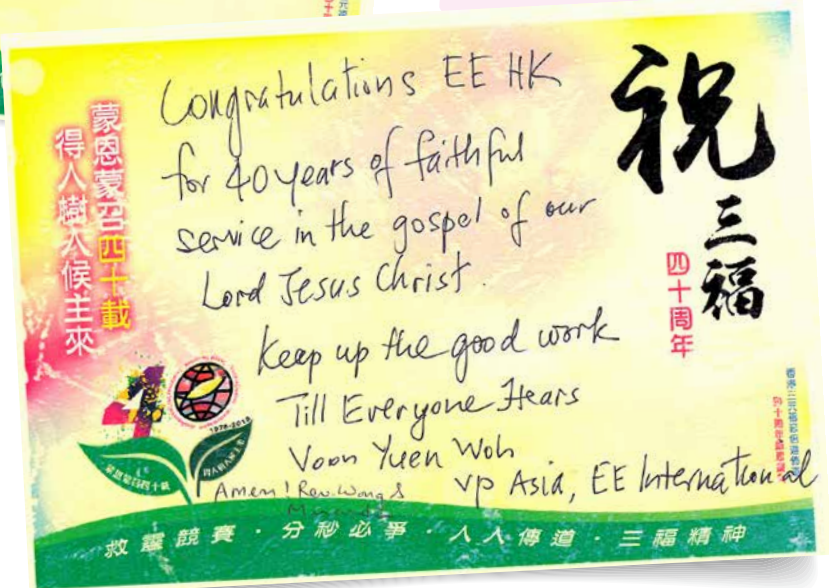 蒙恩蒙召四十載
得人樹人候主來
Congratulations EE HK
for 40 years of faithful
service in the gospel of our
Lord Jesus Christ.
Keep up the good work
Till Everyone Hears
Voon Yuen Woh
VP Asia, EE International
Amen! Rev. Wong &
祝
三福
四十周年
40
1978-2018
救靈競賽・分秒必爭・人人傳道・三福精神